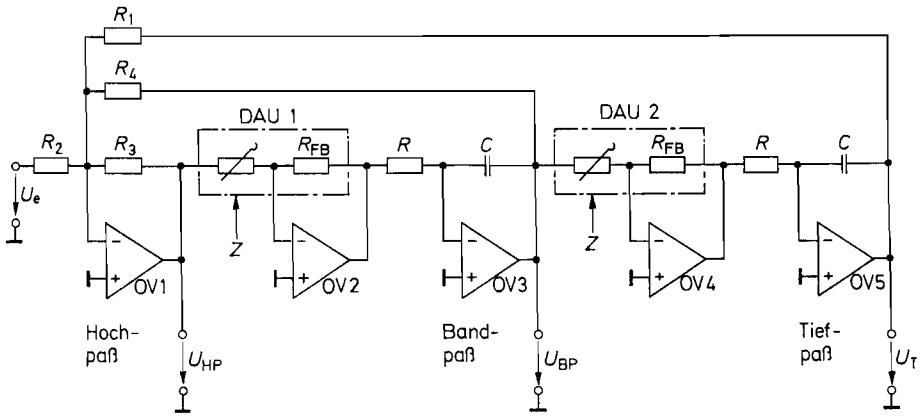 R1
R4
R2
R3
DAU 1
RFB
R
C
DAU 2
RFB
R
C
Ue
Z
Z
−
+
OV1
−
+
OV2
−
+
OV3
−
+
OV4
−
+
OV5
Hoch-
paß
UHP
Band-
paß
UBP
Tief-
paß
UT